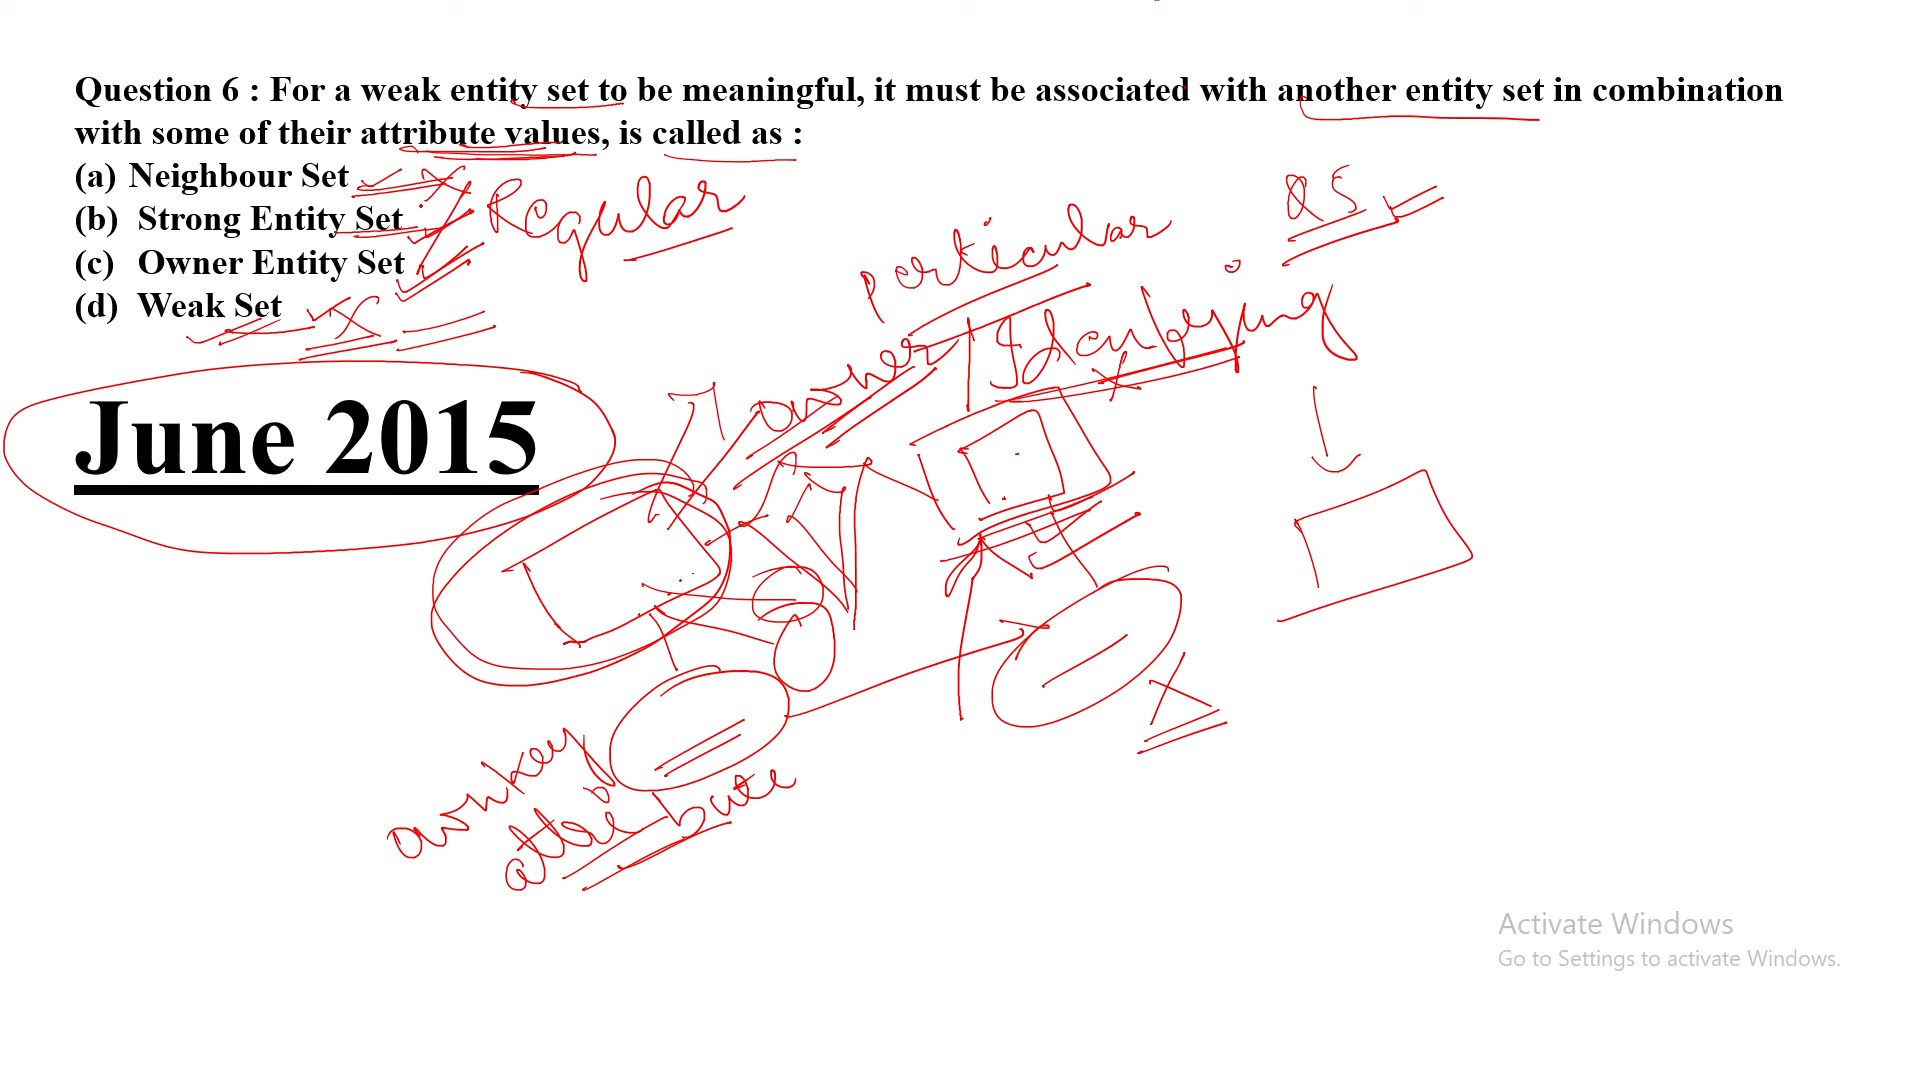 Question 6 : For a weak entity set to be meaningful, it must be associated with another entity set in combination
with some of their attribute values, is called as :
(a) Neighbour Set
(b) Strong Entity Set
(c) Owner Entity Set
(d) Weak Set
Regular
particular
owner | Identifying
June 2015
own key
attribute
Activate Windows
Go to Settings to activate Windows.